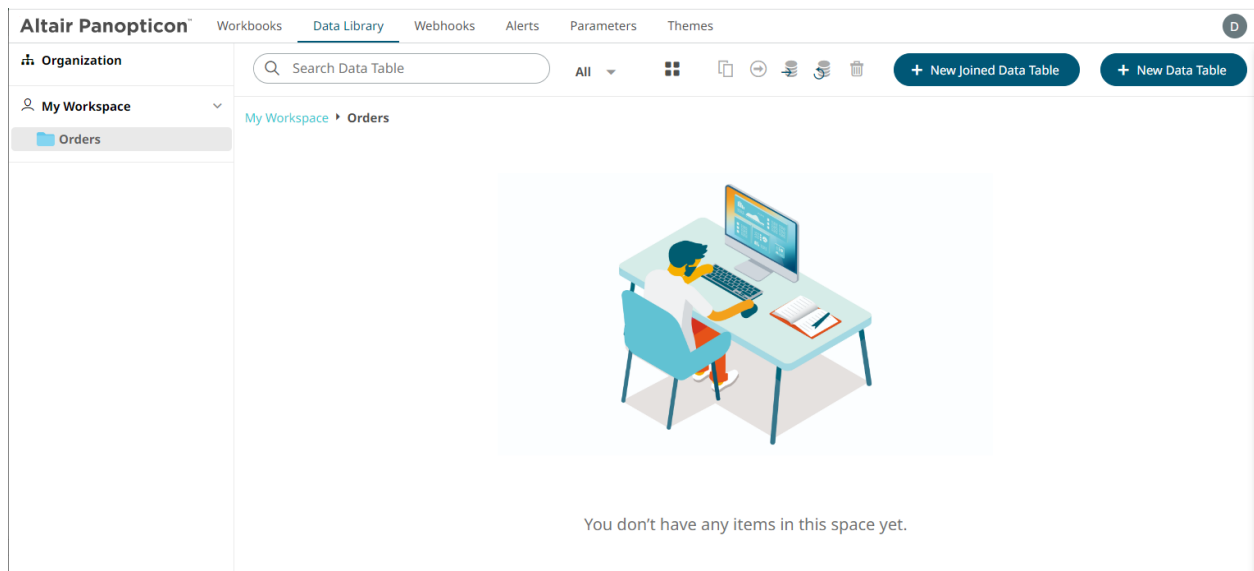 Altair Panopticon™ Workbooks Data Library Webhooks Alerts Parameters Themes D
Organization
My Workspace
Orders
Search Data Table All + New Joined Data Table + New Data Table
My Workspace Orders
You don't have any items in this space yet.